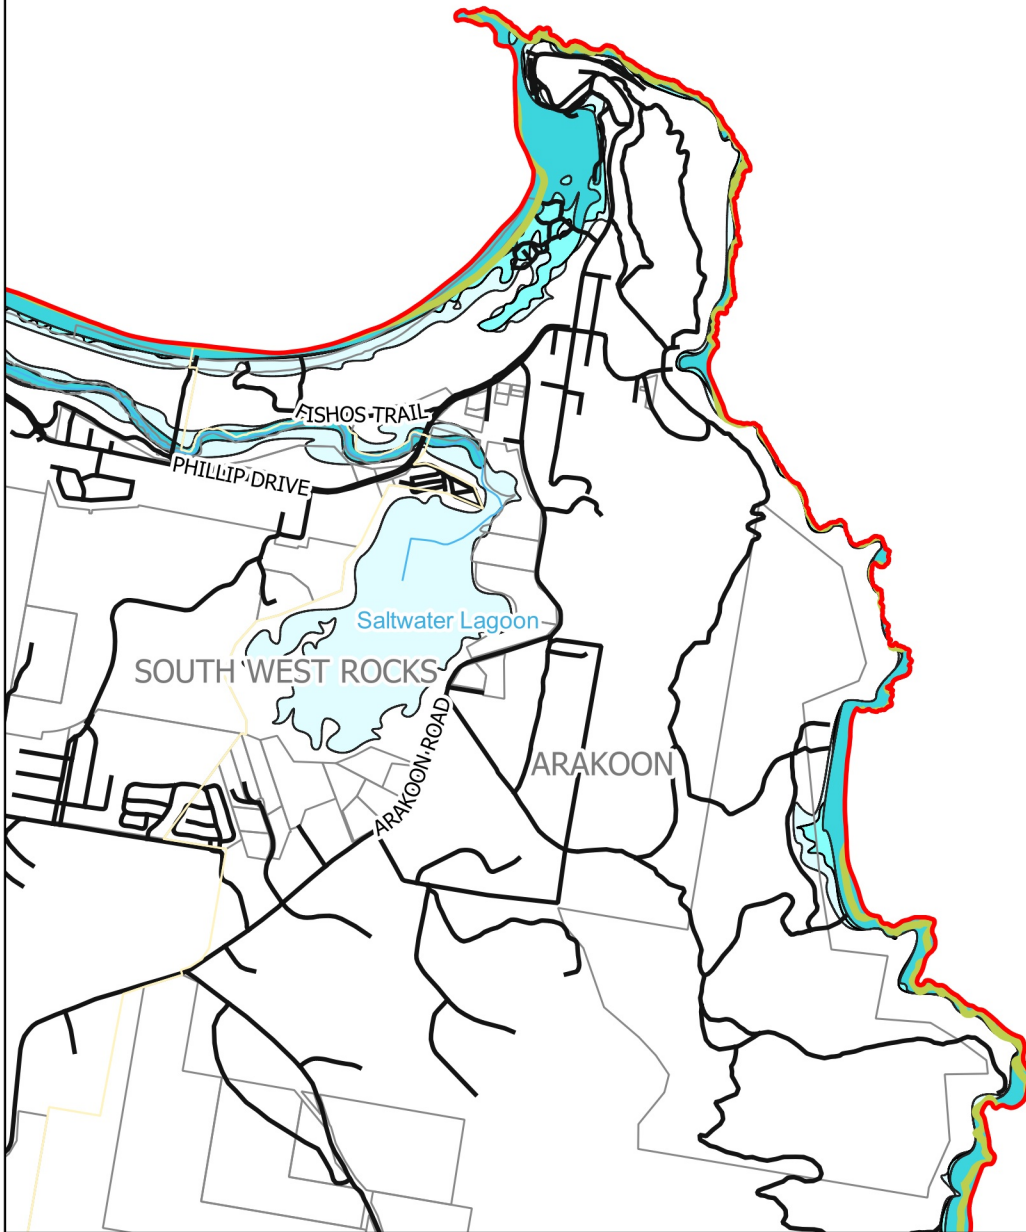 FISHOS TRAIL
PHILLIP DRIVE
Saltwater Lagoon
SOUTH WEST ROCKS
ARAKOON ROAD
ARAKOON